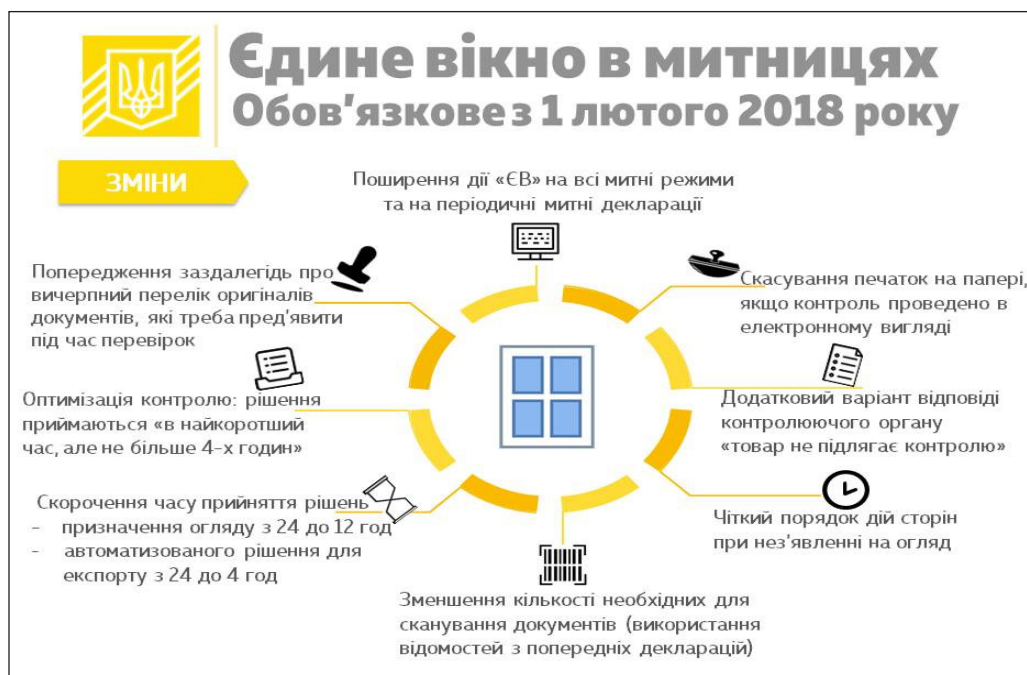 Єдине вікно в митницях
Обов'язкове з 1 лютого 2018 року
ЗМІНИ
Поширення дії «ЄВ» на всі митні режими
та на періодичні митні декларації
Попередження заздалегідь про
вичерпний перелік оригіналів
документів, які треба пред'явити
під час перевірок
Скасування печаток на папері,
якщо контроль проведено в
електронному вигляді
Оптимізація контролю: рішення
приймаються «в найкоротший
час, але не більше 4-х годин»
Додатковий варіант відповіді
контролюючого органу
«товар не підлягає контролю»
Скорочення часу прийняття рішень
- призначення огляду з 24 до 12 год
- автоматизованого рішення для
експорту з 24 до 4 год
Чіткий порядок дій сторін
при нез'явленні на огляд
Зменшення кількості необхідних для
сканування документів (використання
відомостей з попередніх декларацій)